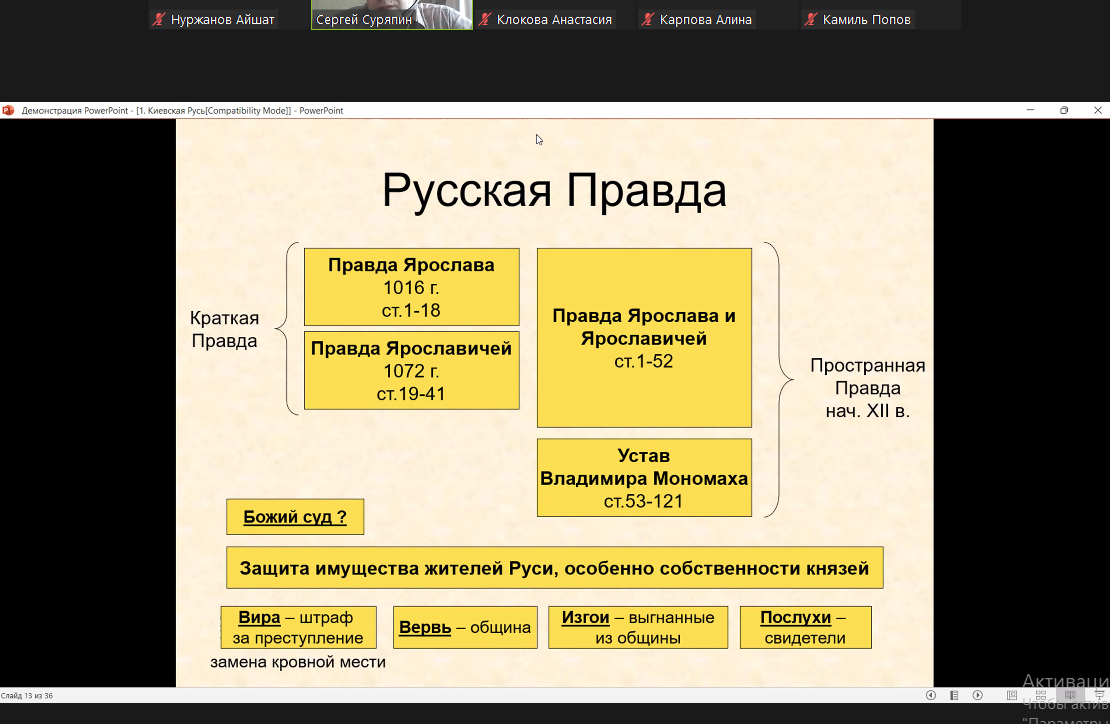 Нуржанов Айшат
Сергей Суряпин
Клокова Анастасия
Карпова Алина
Камиль Попов
Демонстрация PowerPoint - [1. Киевская Русь[Compatibility Mode]] - PowerPoint
Русская Правда
Краткая
Правда
Правда Ярослава
1016 г.
ст.1-18
Правда Ярославичей
1072 г.
ст.19-41
Правда Ярослава и
Ярославичей
ст.1-52
Устав
Владимира Мономаха
ст.53-121
Пространная
Правда
нач. XII в.
Божий суд ?
Защита имущества жителей Руси, особенно собственности князей
Вира – штраф
за преступление
замена кровной мести
Вервь – община
Изгои – выгнанные
из общины
Послухи –
свидетели
Слайд 13 из 36
Активаци
Чтобы актив
"Параметры